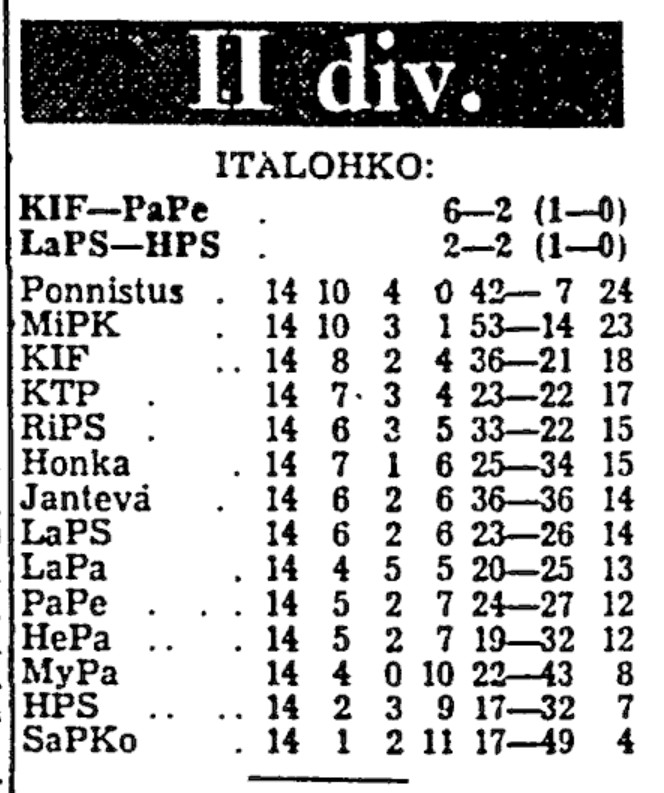 II div.
ITALOHKO:
KIF—PaPe . 6—2 (1—0)
LaPS—HPS . 2—2 (1—0)
Ponnistus . 14 10 4 0 42— 7 24
MiPK . 14 10 3 1 53—14 23
KIF .. 14 8 2 4 36—21 18
KTP . 14 7 3 4 23—22 17
RiPS . 14 6 3 5 33—22 15
Honka . 14 7 1 6 25—34 15
Jantevä . 14 6 2 6 36—36 14
LaPS 14 6 2 6 23—26 14
LaPa . 14 4 5 5 20—25 13
PaPe . . . 14 5 2 7 24—27 12
HePa .. . 14 5 2 7 19—32 12
MyPa 14 4 0 10 22—43 8
HPS .. .. 14 2 3 9 17—32 7
SaPKo . 14 1 2 11 17—49 4